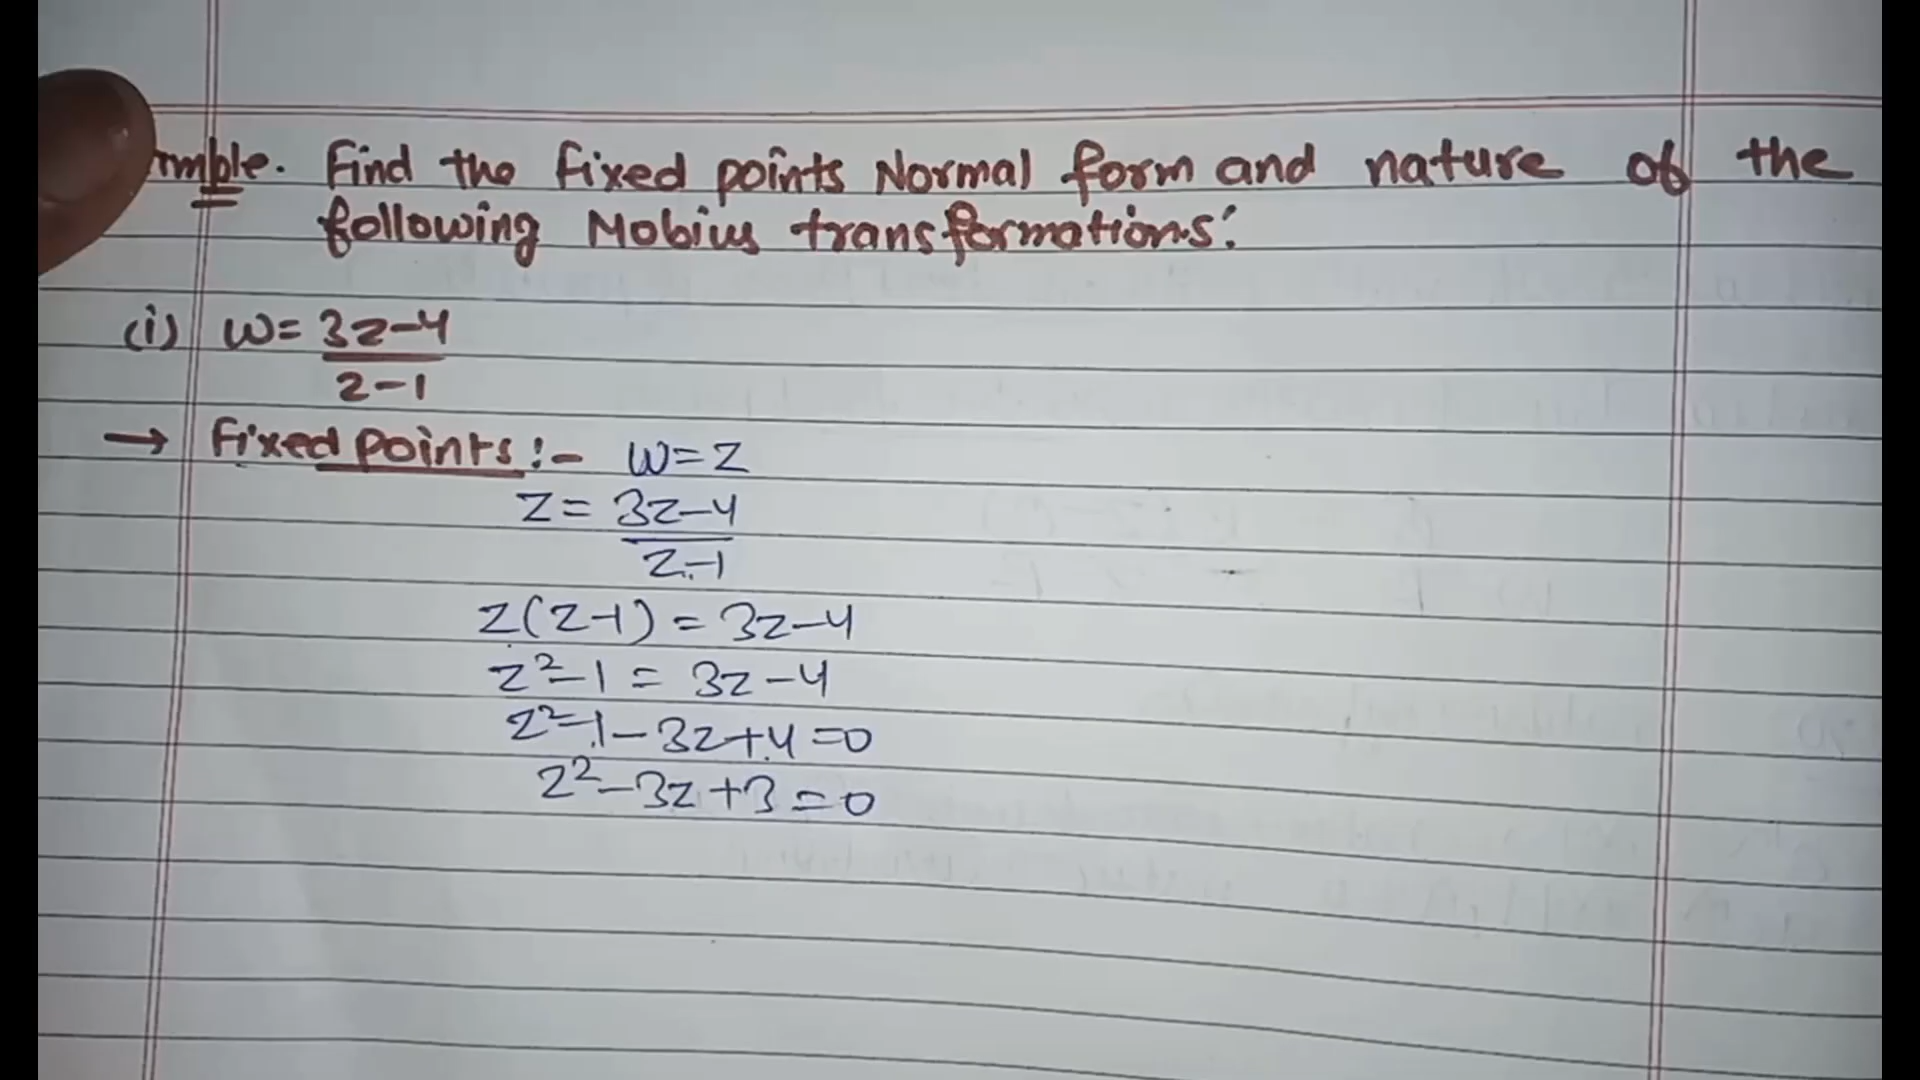 mple. Find the fixed points Normal form and nature of the
following Mobius transformations:
(i) w= 3z-4
z-1
→ fixed points :- w=z
z= 3z-4
z-1
z(z-1) = 3z-4
z²-1 = 3z-4
z²-1-3z+4=0
z²-3z+3=0